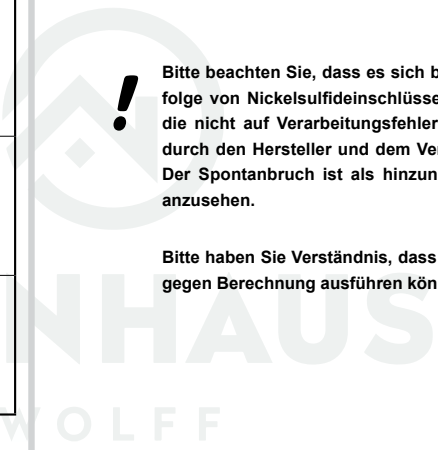 !
Bitte beachten Sie, dass es sich b
folge von Nickelsulfideinschlüsse
die nicht auf Verarbeitungsfehler
durch den Hersteller und dem Ver
Der Spontanbruch ist als hinzun
anzusehen.
Bitte haben Sie Verständnis, dass
gegen Berechnung ausführen kön
NHAUS
WOLFF